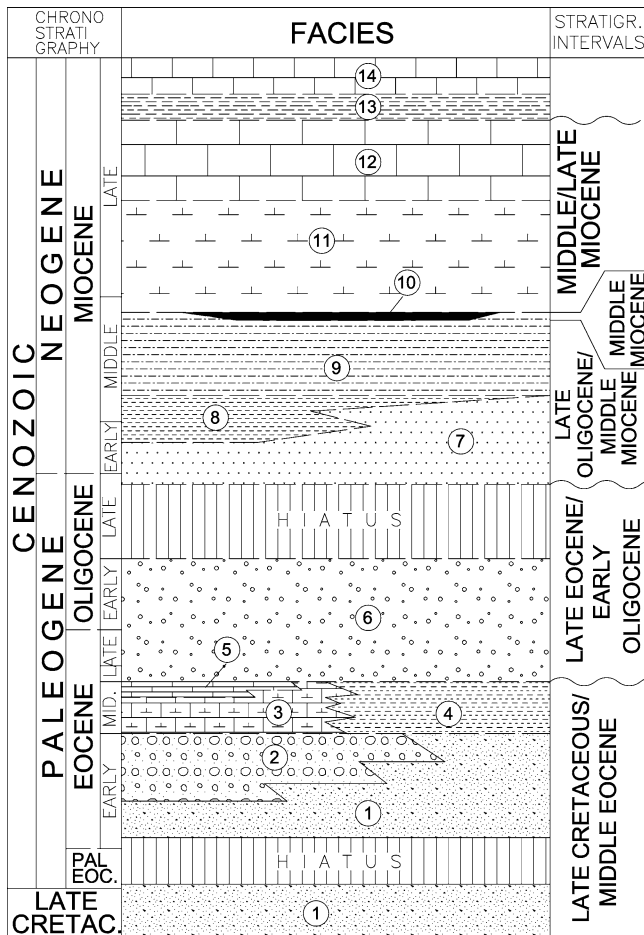 CHRONO
STRATI
GRAPHY
FACIES
STRATIGR.
INTERVALS
CENOZOIC
NEOGENE
MIOCENE
LATE
MIDDLE
EARLY
PALEOGENE
OLIGOCENE
LATE
EARLY
EOCENE
LATE
MID.
EARLY
PAL
EOC.
LATE
CRETAC.
14
13
12
11
10
9
8
7
HIATUS
6
5
3
4
2
1
HIATUS
1
MIDDLE/LATE
MIOCENE
MIDDLE
MIOCENE
LATE
OLIGOCENE/
MIDDLE
MIOCENE
LATE EOCENE/
EARLY
OLIGOCENE
LATE CRETACEOUS/
MIDDLE EOCENE